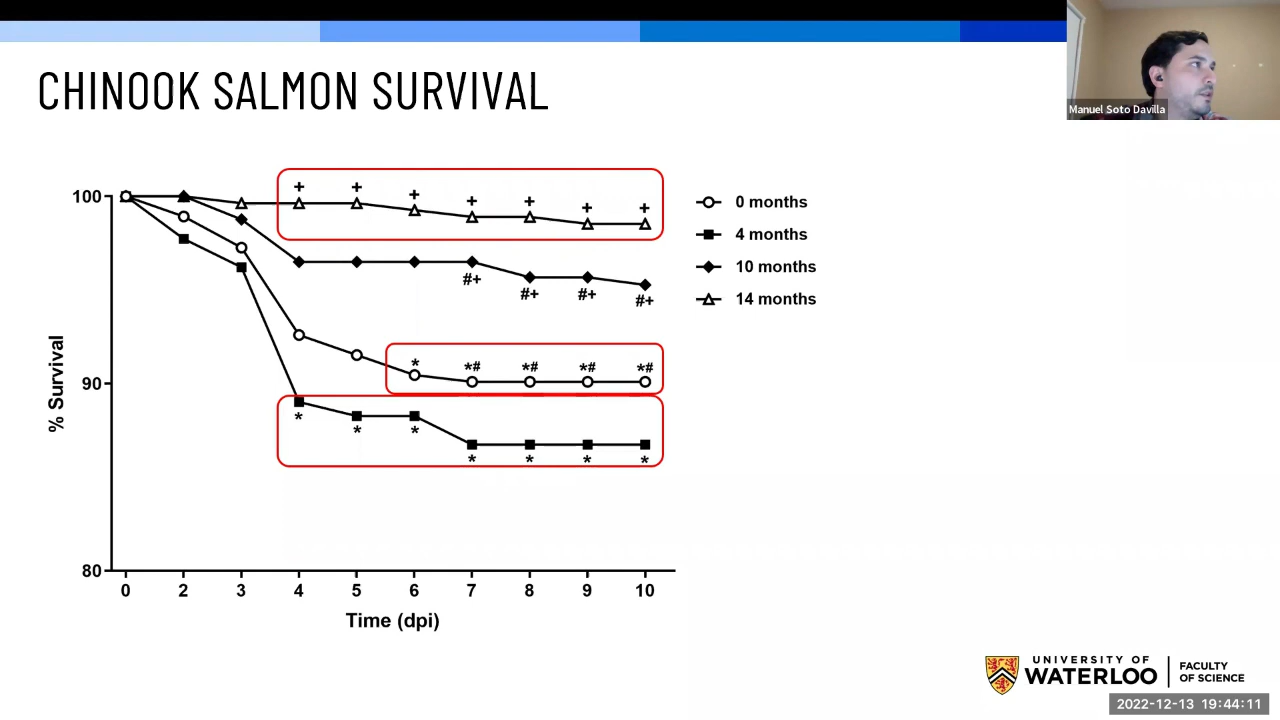 CHINOOK SALMON SURVIVAL
Manuel Soto Davilla
100
+ + + + + + +
0 months
4 months
10 months
14 months
#+ #+ #+ #+
% Survival
* *# *# *# *#
90
* * * * * * *
80
0 2 3 4 5 6 7 8 9 10
Time (dpi)
UNIVERSITY OF
WATERLOO
FACULTY
OF SCIENCE
2022-12-13 19:44:11